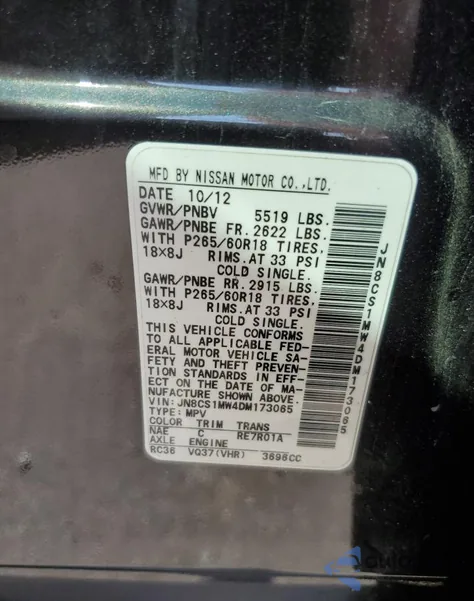 MFD BY NISSAN MOTOR CO.,LTD.
DATE 10/12
GVWR/PNBV 5519 LBS.
GAWR/PNBE FR. 2622 LBS.
WITH P265/60R18 TIRES,
18×8J RIMS.AT 33 PSI
COLD SINGLE.
GAWR/PNBE RR. 2915 LBS.
WITH P265/60R18 TIRES,
18×8J RIMS.AT 33 PSI
COLD SINGLE.
THIS VEHICLE CONFORMS
TO ALL APPLICABLE FED-
ERAL MOTOR VEHICLE SA-
FETY AND THEFT PREVEN-
TION STANDARDS IN EFF-
ECT ON THE DATE OF MA-
NUFACTURE SHOWN ABOVE.
VIN: JN8CS1MW4DM173065
TYPE: MPV
COLOR TRIM TRANS
NAE C RE7R01A
AXLE ENGINE
RC36 VQ37(VHR) 3696CC
JN8CS1MW4DM173065